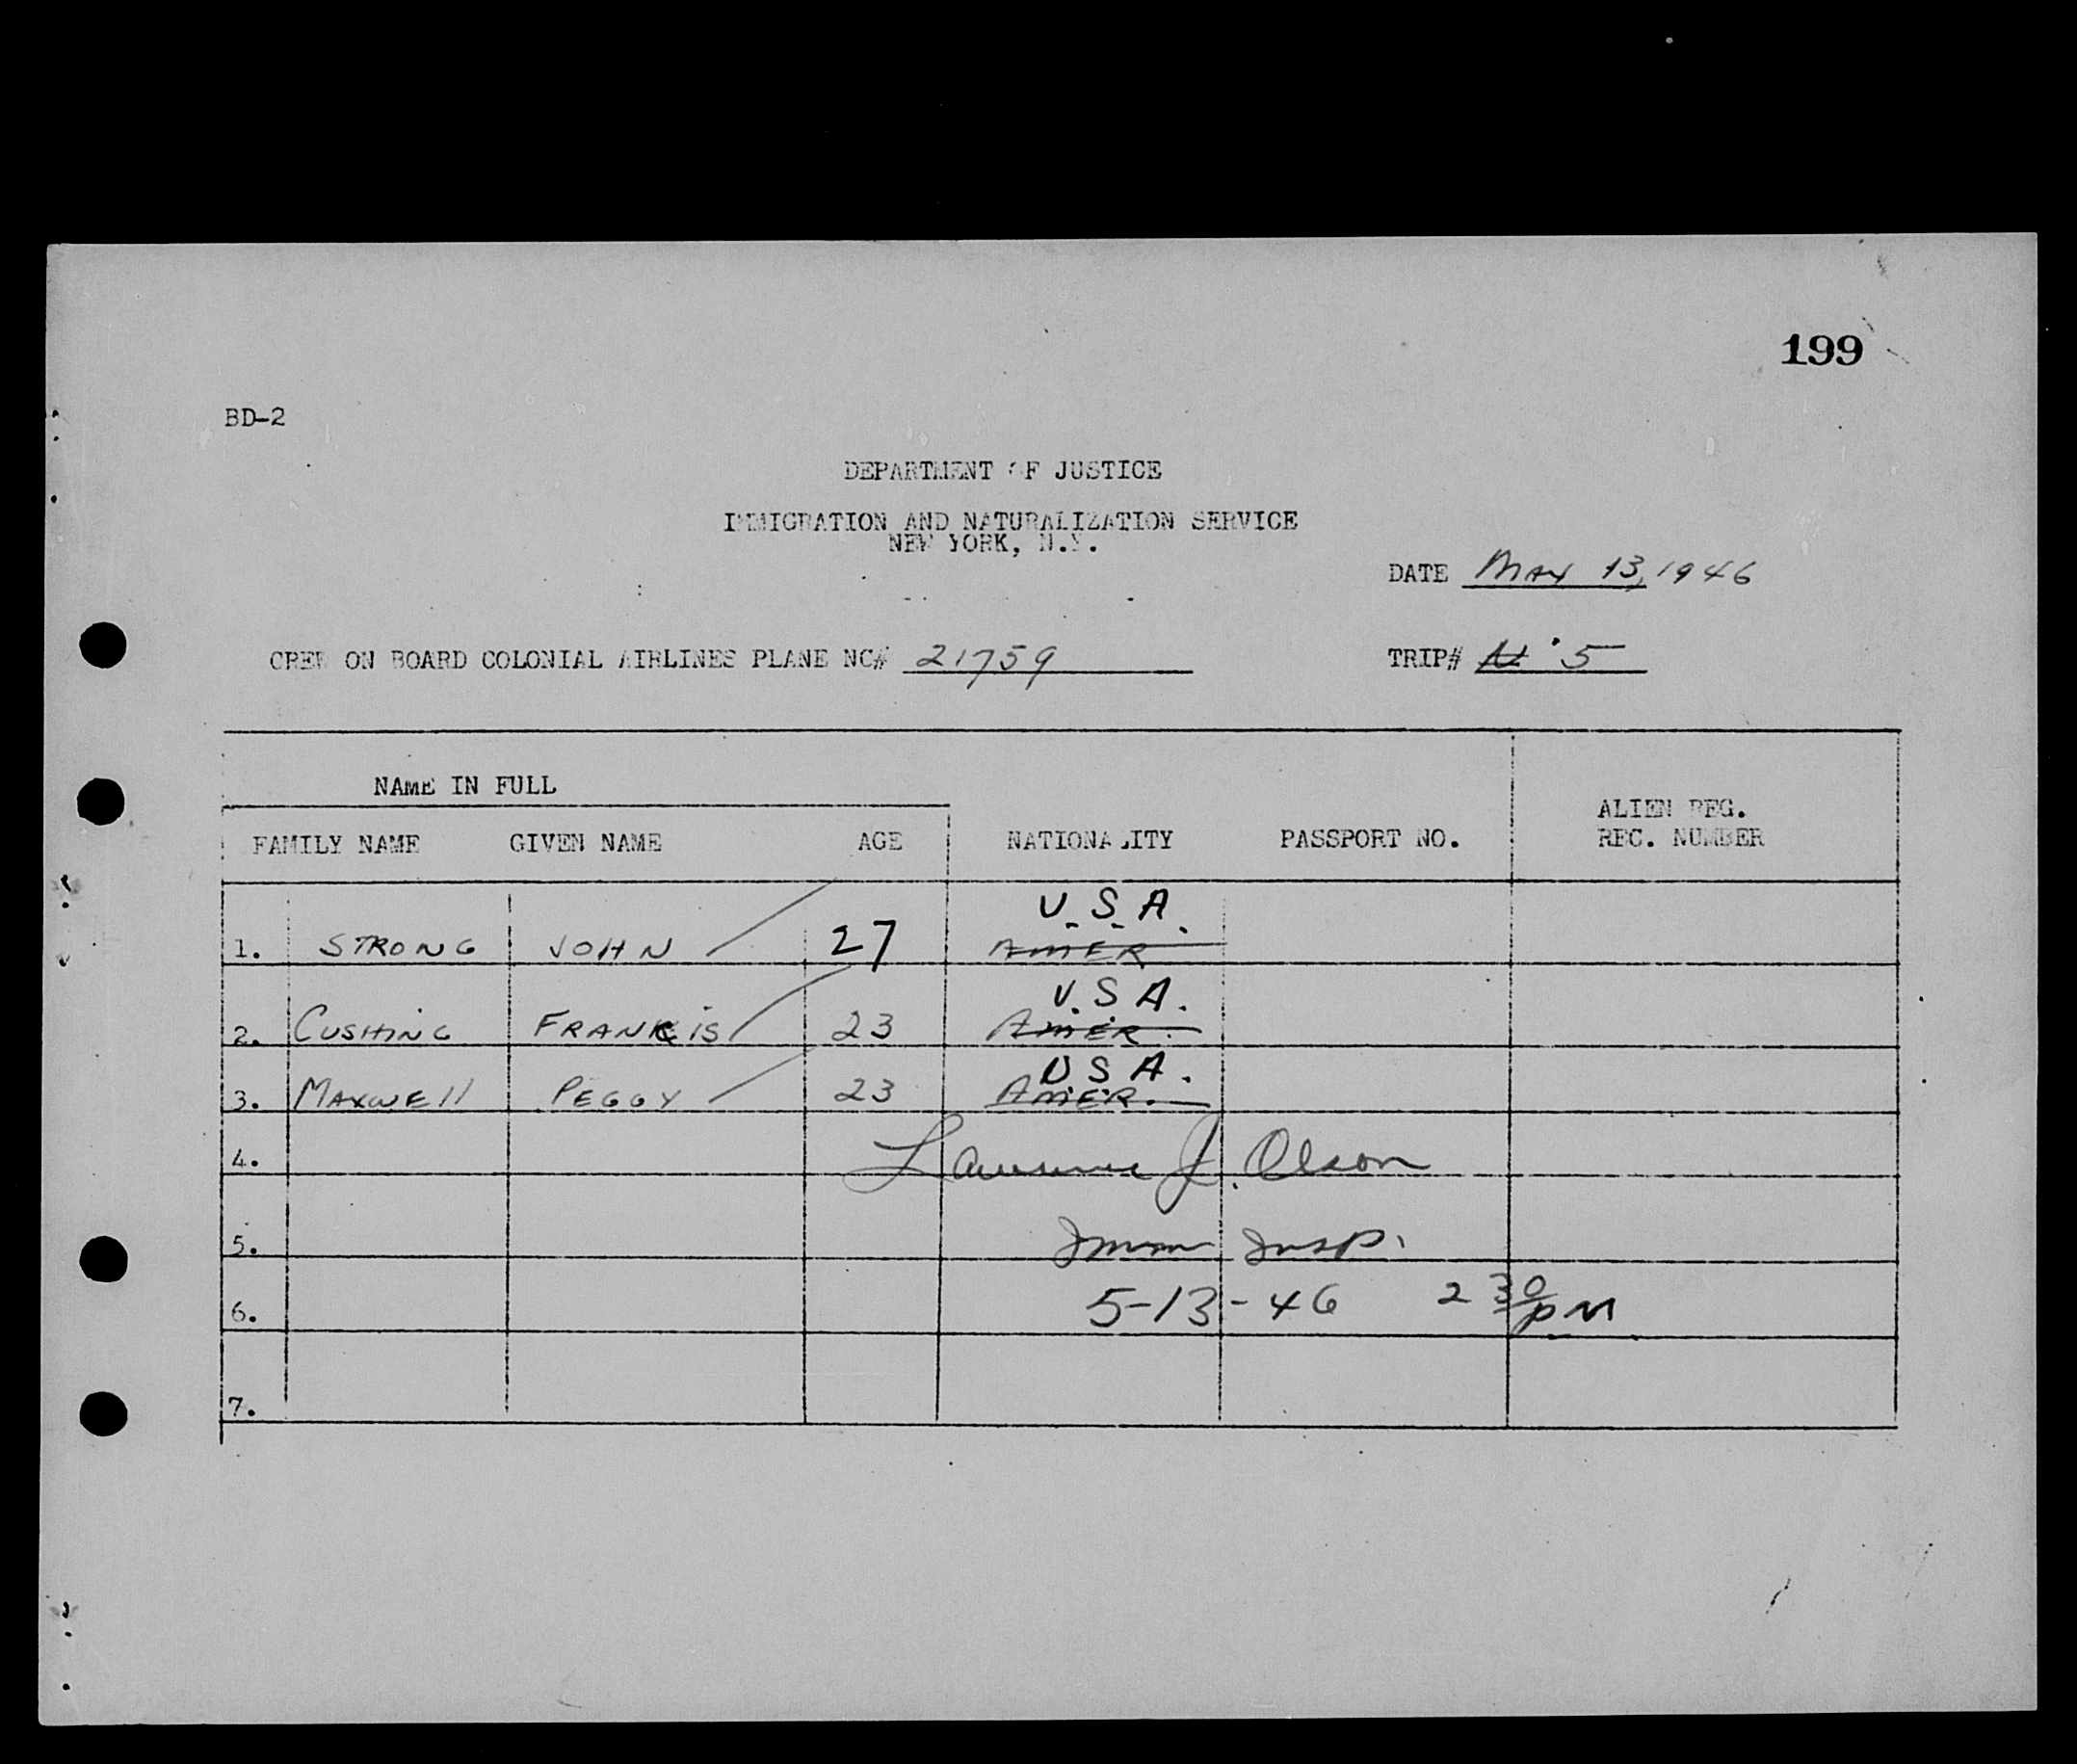 199
BD-2
DEPARTMENT OF JUSTICE
IMMIGRATION AND NATURALIZATION SERVICE
NEW YORK, N.Y.
DATE MAY 13, 1946
CREW ON BOARD COLONIAL AIRLINES PLANE NC# 21759 TRIP# 5
NAME IN FULL
FAMILY NAME GIVEN NAME AGE NATIONALITY PASSPORT NO. ALIEN REG. REC. NUMBER
U.S.A.
1. STRONG JOHN 27 AMER
U.S.A.
2. CUSHING FRANCIS 23 AMER.
U.S.A.
3. MAXWELL PEGGY 23 AMER.
4. Lawrence J. Olson
5. Imm Insp.
6. 5-13-46 2 30 PM
7.